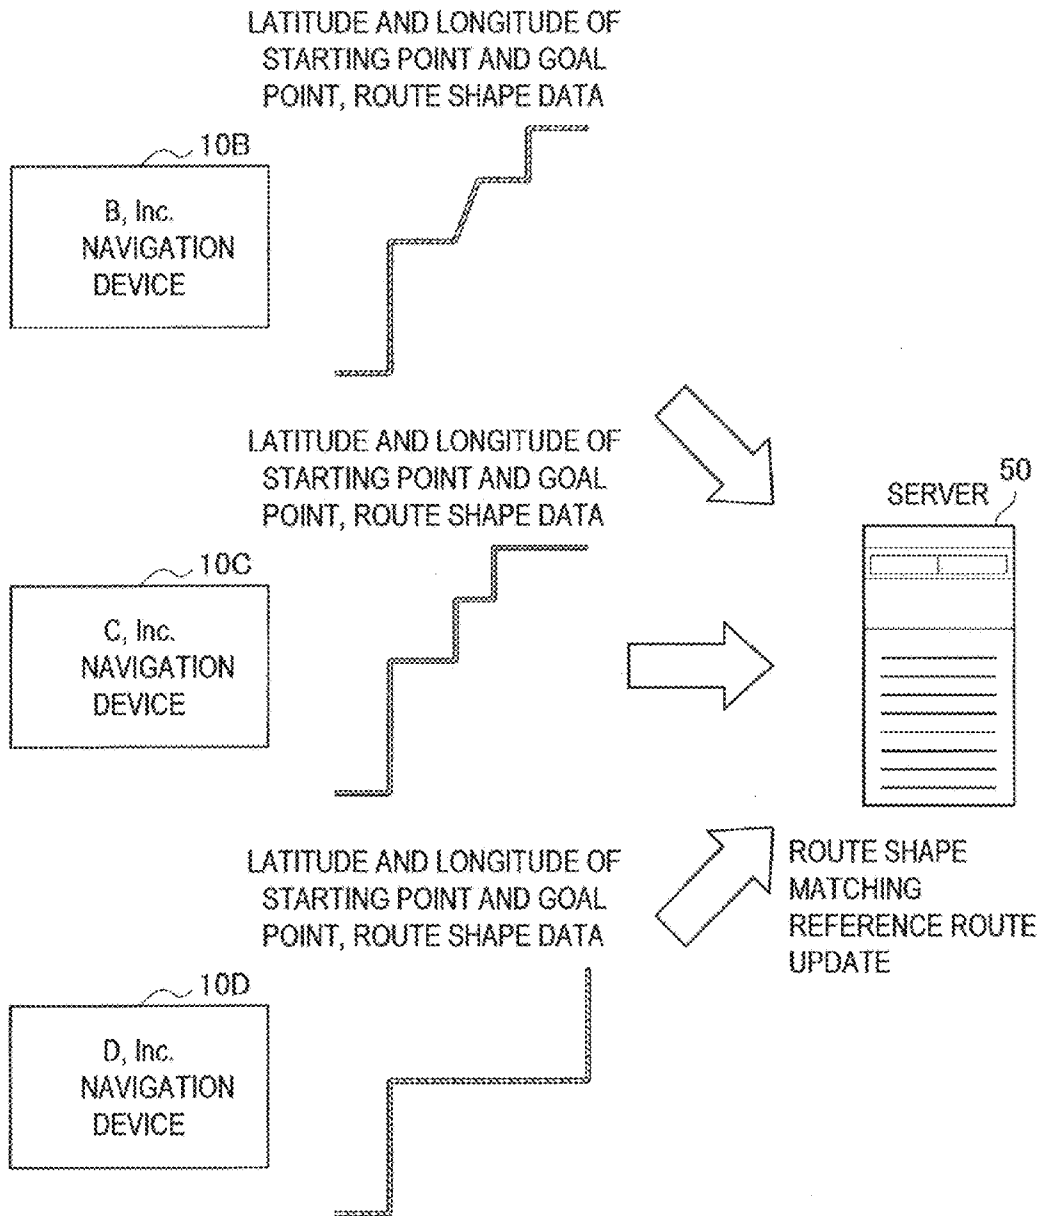 LATITUDE AND LONGITUDE OF
STARTING POINT AND GOAL
POINT, ROUTE SHAPE DATA
10B
B, Inc.
NAVIGATION
DEVICE
LATITUDE AND LONGITUDE OF
STARTING POINT AND GOAL
POINT, ROUTE SHAPE DATA
10C
C, Inc.
NAVIGATION
DEVICE
50
SERVER
LATITUDE AND LONGITUDE OF
STARTING POINT AND GOAL
POINT, ROUTE SHAPE DATA
10D
D, Inc.
NAVIGATION
DEVICE
ROUTE SHAPE
MATCHING
REFERENCE ROUTE
UPDATE